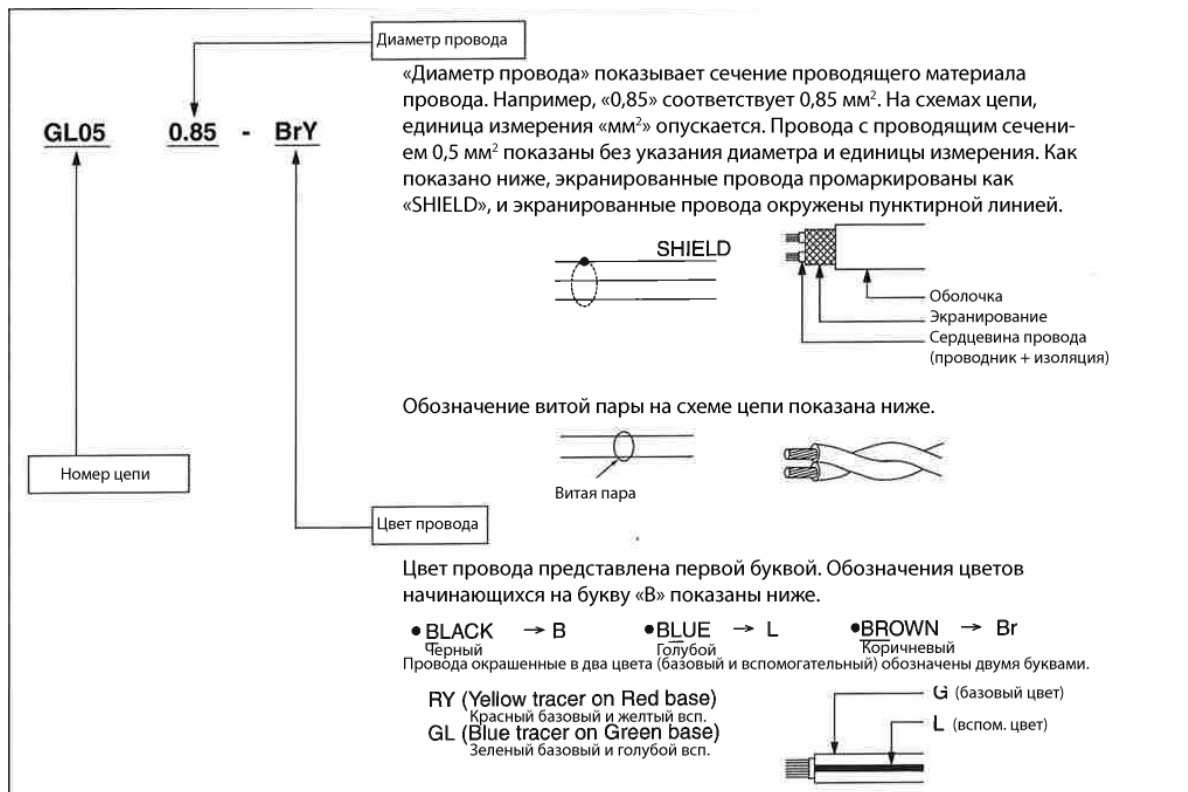 Диаметр провода
«Диаметр провода» показывает сечение проводящего материала
провода. Например, «0,85» соответствует 0,85 мм². На схемах цепи,
единица измерения «мм²» опускается. Провода с проводящим сечени-
ем 0,5 мм² показаны без указания диаметра и единицы измерения. Как
показано ниже, экранированные провода промаркированы как
«SHIELD», и экранированные провода окружены пунктирной линией.
GL05 0.85 - BrY
SHIELD
Оболочка
Экранирование
Сердцевина провода
(проводник + изоляция)
Обозначение витой пары на схеме цепи показана ниже.
Витая пара
Номер цепи
Цвет провода
Цвет провода представлена первой буквой. Обозначения цветов
начинающихся на букву «В» показаны ниже.
•BLACK → B •BLUE → L •BROWN → Br
Черный Голубой Коричневый
Провода окрашенные в два цвета (базовый и вспомогательный) обозначены двумя буквами.
RY (Yellow tracer on Red base)
Красный базовый и желтый всп.
GL (Blue tracer on Green base)
Зеленый базовый и голубой всп.
G (базовый цвет)
L (вспом. цвет)